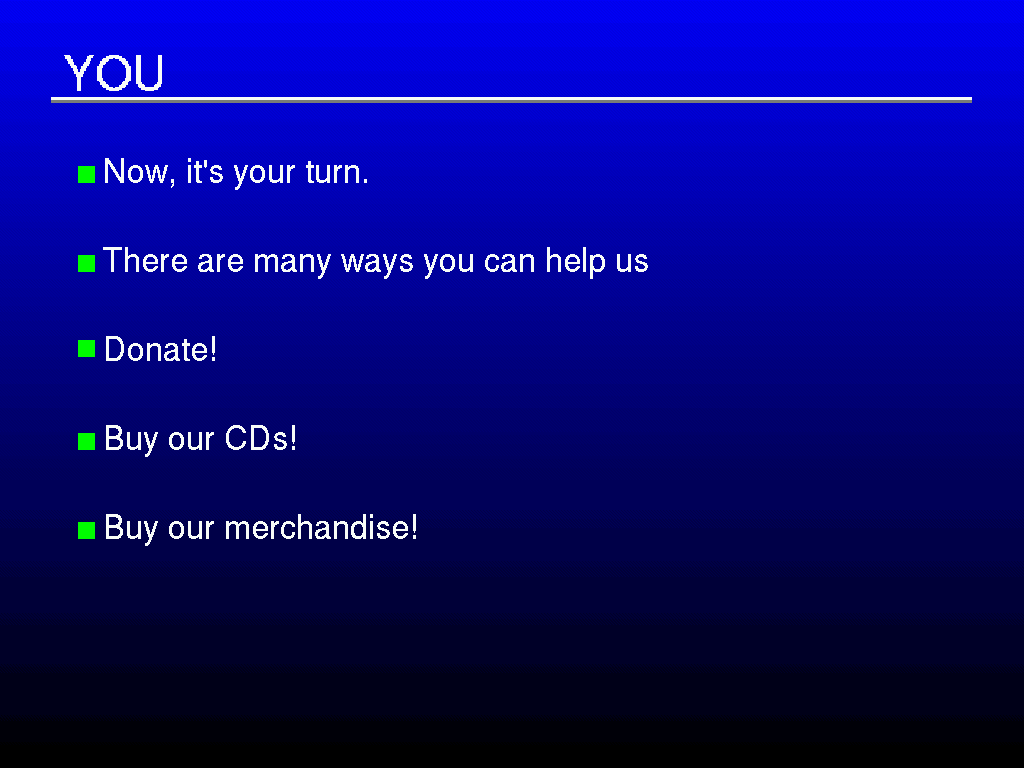 YOU
Now, it's your turn.
There are many ways you can help us
Donate!
Buy our CDs!
Buy our merchandise!